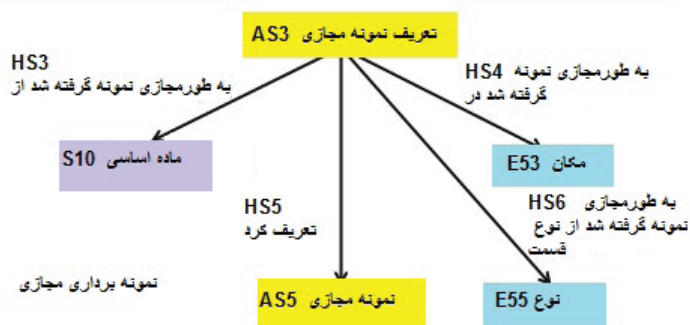 تعریف نمونه مجازی AS3
HS3
به طورمجازی نمونه گرفته شد از
به طورمجازی نمونه HS4
گرفته شد در
ماده اساسی S10
مکان E53
HS5
تعریف کرد
به طورمجازی HS6
نمونه گرفته شد از نوع
قسمت
نمونه برداری مجازی
نمونه مجازی AS5
نوع E55